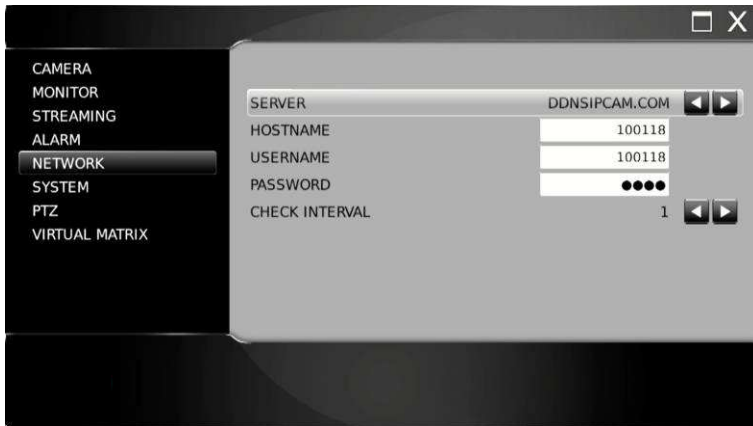 X
CAMERA
MONITOR
STREAMING
ALARM
NETWORK
SYSTEM
PTZ
VIRTUAL MATRIX
SERVER DDNSIPCAM.COM
HOSTNAME 100118
USERNAME 100118
PASSWORD ●●●●
CHECK INTERVAL 1